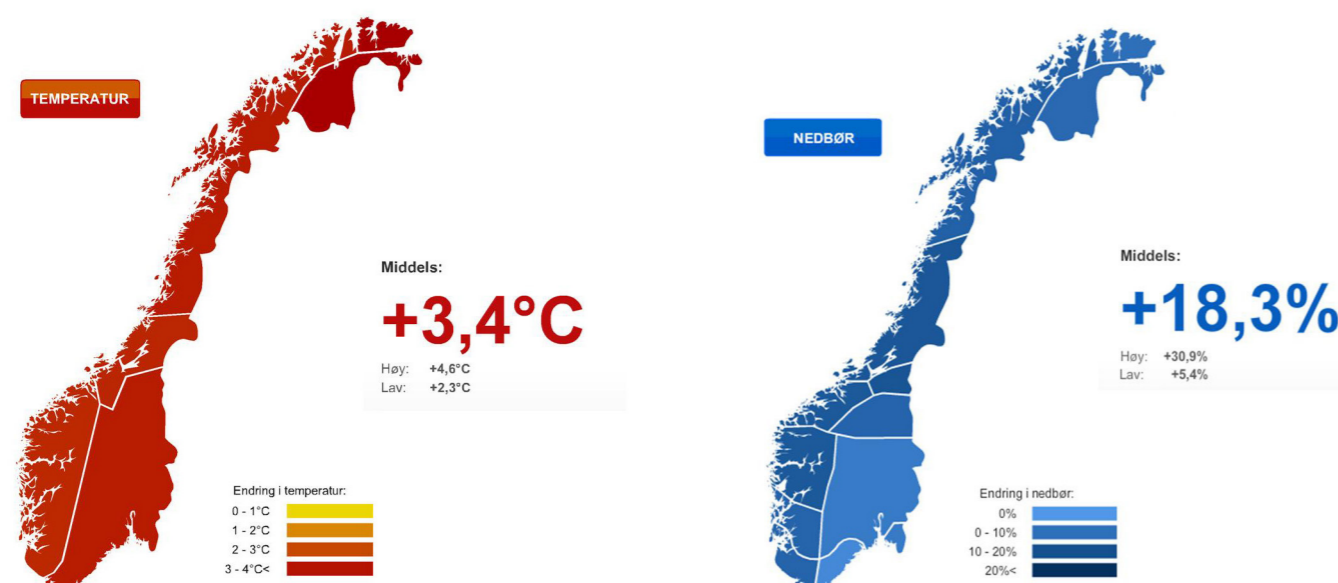 TEMPERATUR
Middels:
+3,4°C
Høy: +4,6°C
Lav: +2,3°C
Endring i temperatur:
0 - 1°C
1 - 2°C
2 - 3°C
3 - 4°C<
NEDBØR
Middels:
+18,3%
Høy: +30,9%
Lav: +5,4%
Endring i nedbør:
0%
0 - 10%
10 - 20%
20%<